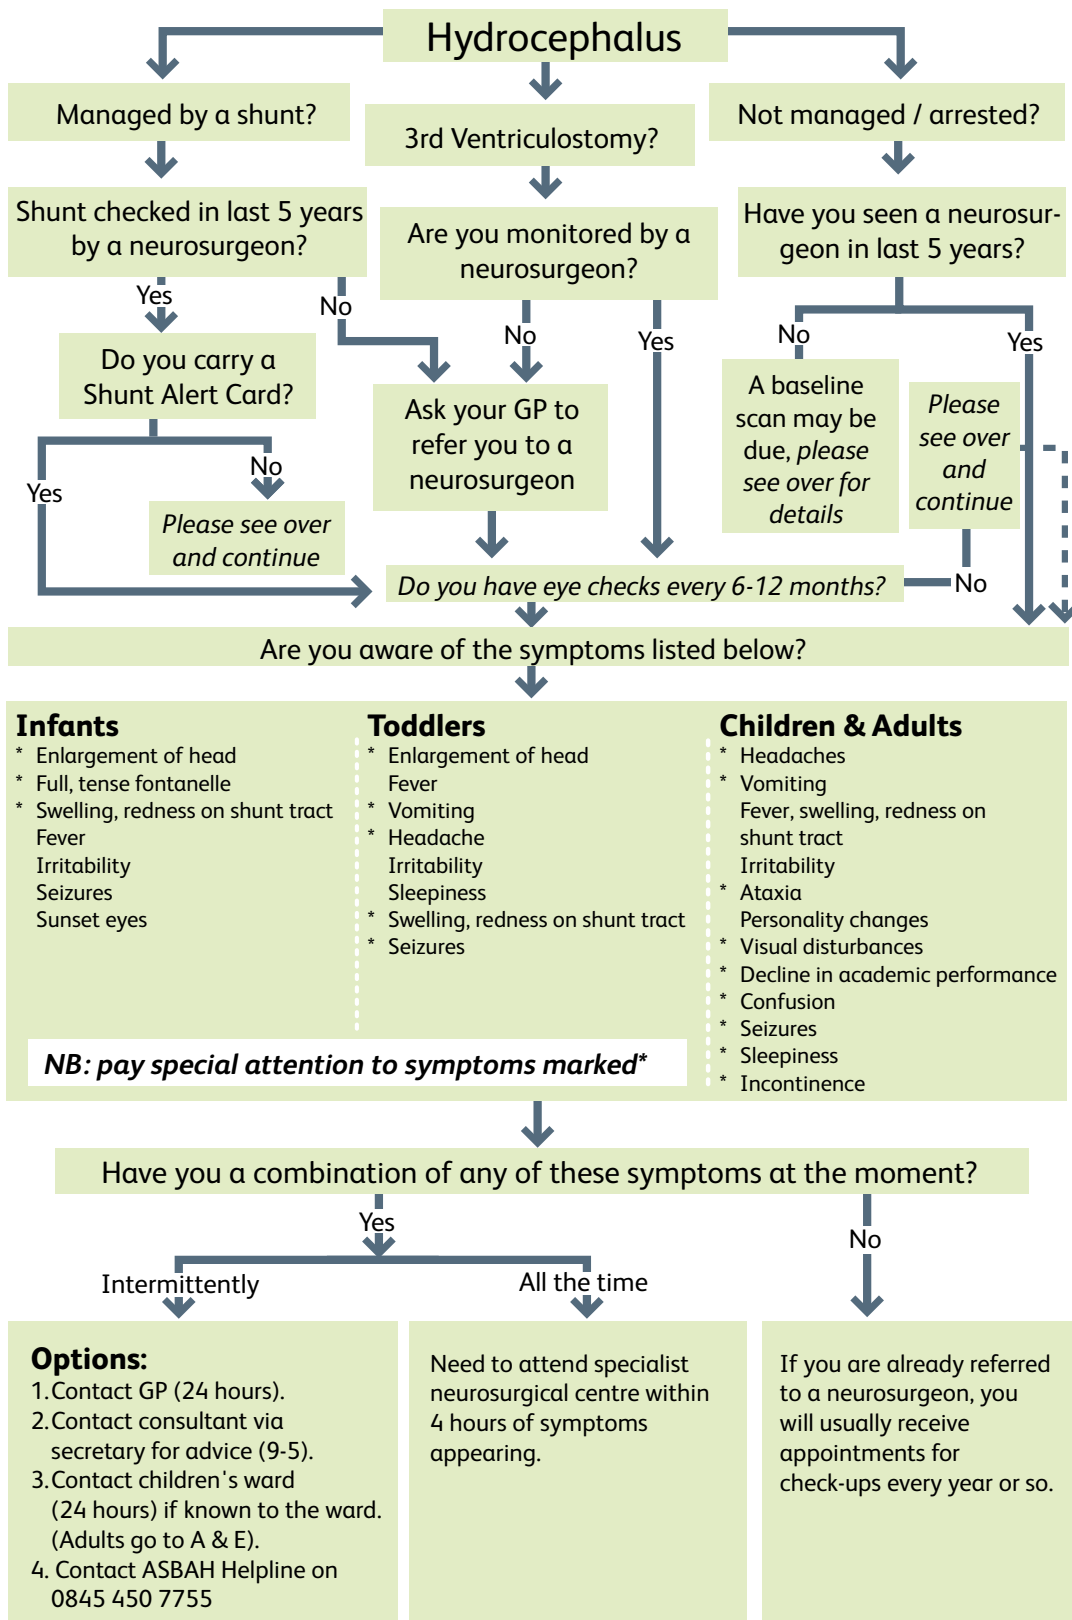 Hydrocephalus
Managed by a shunt?
3rd Ventriculostomy?
Not managed / arrested?
Shunt checked in last 5 years
by a neurosurgeon?
Are you monitored by a
neurosurgeon?
Have you seen a neurosur-
geon in last 5 years?
Yes
No
No
Yes
No
Yes
Do you carry a
Shunt Alert Card?
Ask your GP to
refer you to a
neurosurgeon
A baseline
scan may be
due, please
see over for
details
Please
see over
and
continue
Yes
No
Please see over
and continue
Do you have eye checks every 6-12 months?
No
Are you aware of the symptoms listed below?
Infants
* Enlargement of head
* Full, tense fontanelle
* Swelling, redness on shunt tract
Fever
Irritability
Seizures
Sunset eyes
Toddlers
* Enlargement of head
Fever
* Vomiting
* Headache
Irritability
Sleepiness
* Swelling, redness on shunt tract
* Seizures
Children & Adults
* Headaches
* Vomiting
Fever, swelling, redness on
shunt tract
Irritability
* Ataxia
Personality changes
* Visual disturbances
* Decline in academic performance
* Confusion
* Seizures
* Sleepiness
* Incontinence
NB: pay special attention to symptoms marked*
Have you a combination of any of these symptoms at the moment?
Yes
No
Intermittently
All the time
Options:
1.Contact GP (24 hours).
2.Contact consultant via
secretary for advice (9-5).
3.Contact children's ward
(24 hours) if known to the ward.
(Adults go to A & E).
4. Contact ASBAH Helpline on
0845 450 7755
Need to attend specialist
neurosurgical centre within
4 hours of symptoms
appearing.
If you are already referred
to a neurosurgeon, you
will usually receive
appointments for
check-ups every year or so.